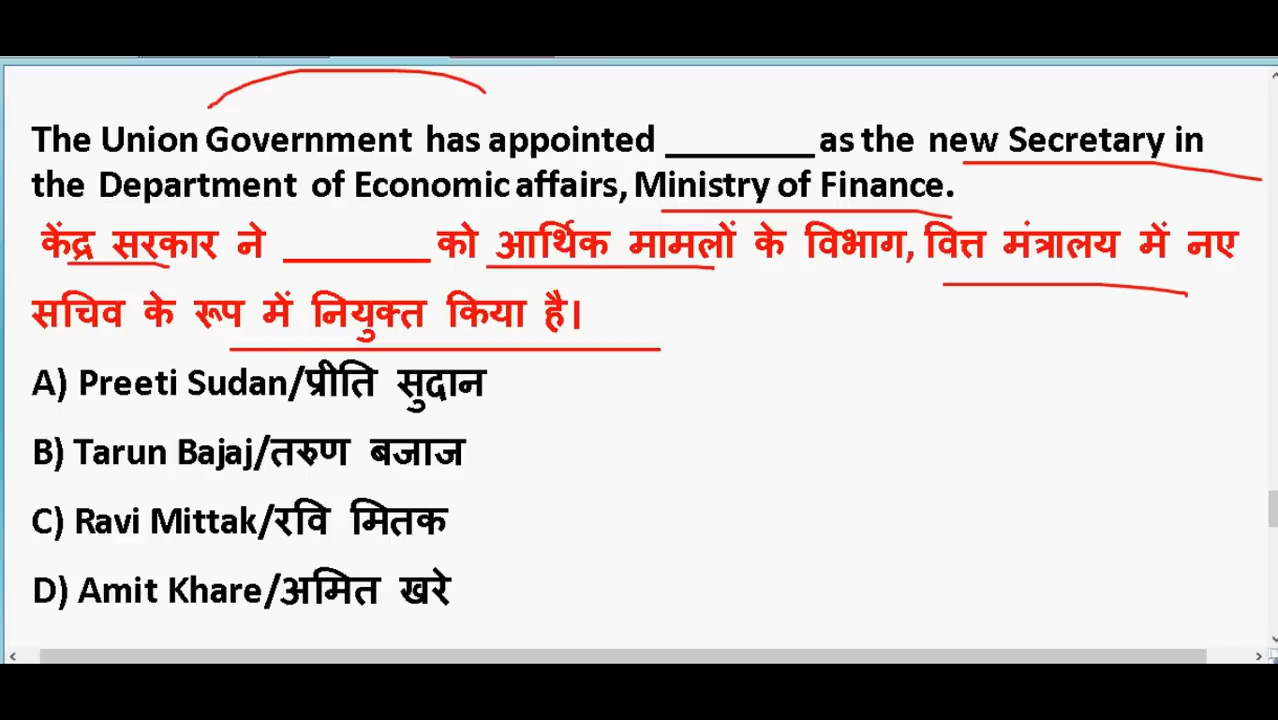 The Union Government has appointed ________ as the new Secretary in
the Department of Economic affairs, Ministry of Finance.
केंद्र सरकार ने ________ को आर्थिक मामलों के विभाग, वित्त मंत्रालय में नए
सचिव के रूप में नियुक्त किया है।
A) Preeti Sudan/प्रीति सुदान
B) Tarun Bajaj/तरुण बजाज
C) Ravi Mittak/रवि मितक
D) Amit Khare/अमित खरे